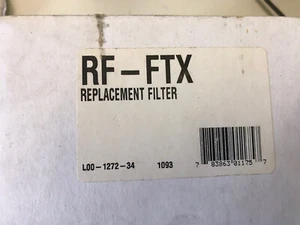 RF-FTX
REPLACEMENT FILTER
L00-1272-34 1093
7 83863 01175 7